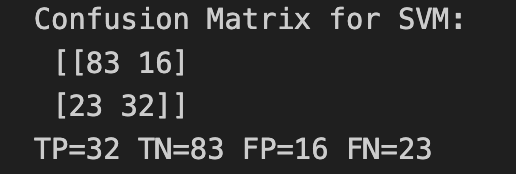 Confusion Matrix for SVM:
[[83 16]
[23 32]]
TP=32 TN=83 FP=16 FN=23